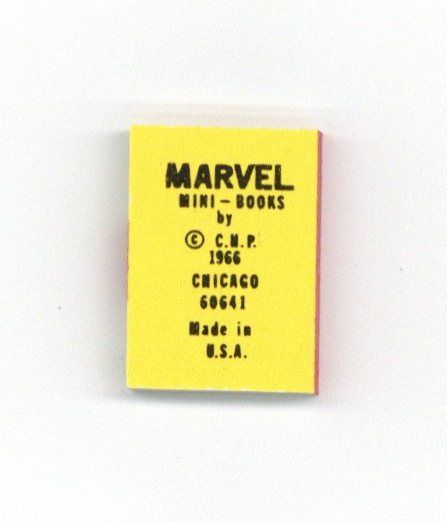 MARVEL
MINI - BOOKS
by
© C.M.P.
1966
CHICAGO
60641
Made in
U.S.A.